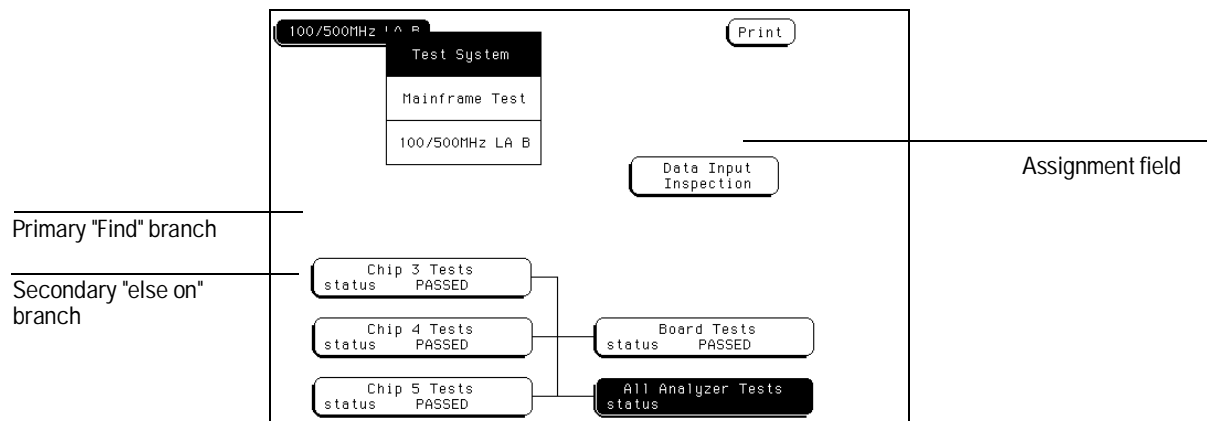 100/500MHz LA B
Print
Test System
Mainframe Test
100/500MHz LA B
Data Input
Inspection
Assignment field
Primary "Find" branch
Secondary "else on"
branch
Chip 3 Tests
status PASSED
Chip 4 Tests
status PASSED
Board Tests
status PASSED
Chip 5 Tests
status PASSED
All Analyzer Tests
status